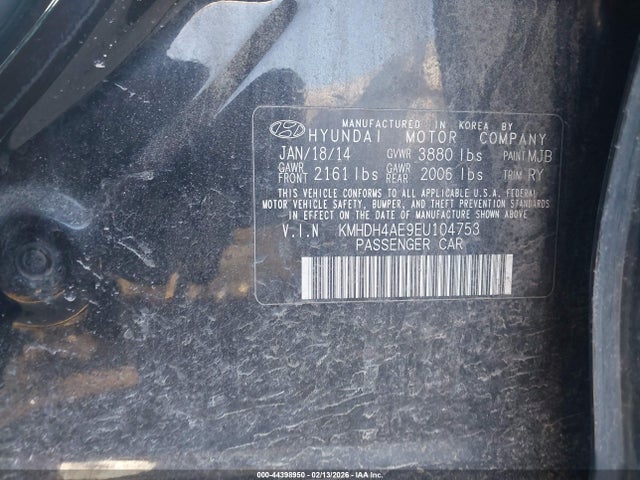 MANUFACTURED IN KOREA BY
HYUNDAI MOTOR COMPANY
JAN/18/14 GVWR 3880 lbs PAINT MJB
GAWR FRONT 2161 lbs GAWR REAR 2006 lbs TRIM RY
THIS VEHICLE CONFORMS TO ALL APPLICABLE U.S.A. FEDERAL
MOTOR VEHICLE SAFETY, BUMPER, AND THEFT PREVENTION STANDARDS
IN EFFECT ON THE DATE OF MANUFACTURE SHOWN ABOVE.
V.I.N KMHDH4AE9EU104753
PASSENGER CAR
000-44398950 - 02/13/2026 - IAA Inc.